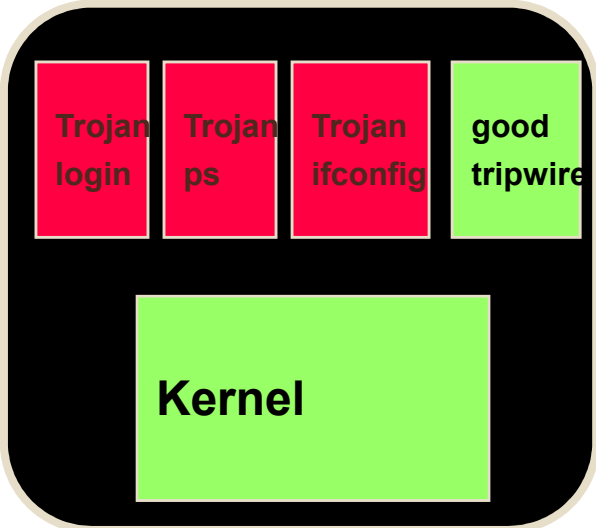 Trojan
login
Trojan
ps
Trojan
ifconfig
good
tripwire
Kernel